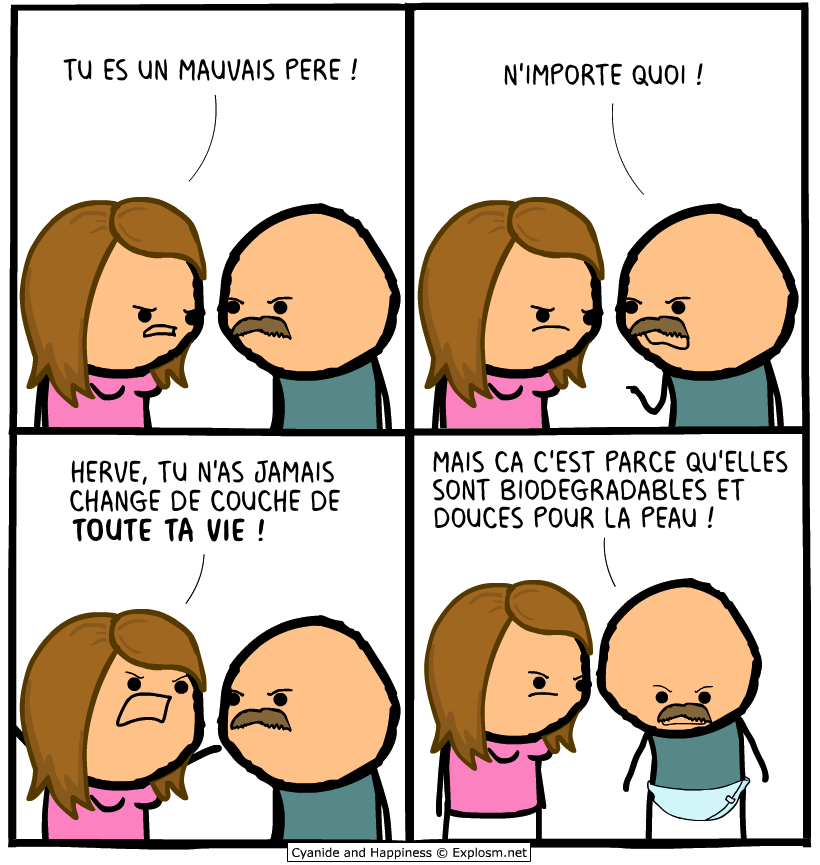 TU ES UN MAUVAIS PERE !
N'IMPORTE QUOI !
HERVE, TU N'AS JAMAIS
CHANGE DE COUCHE DE
TOUTE TA VIE !
MAIS CA C'EST PARCE QU'ELLES
SONT BIODEGRADABLES ET
DOUCES POUR LA PEAU !
Cyanide and Happiness © Explosm.net